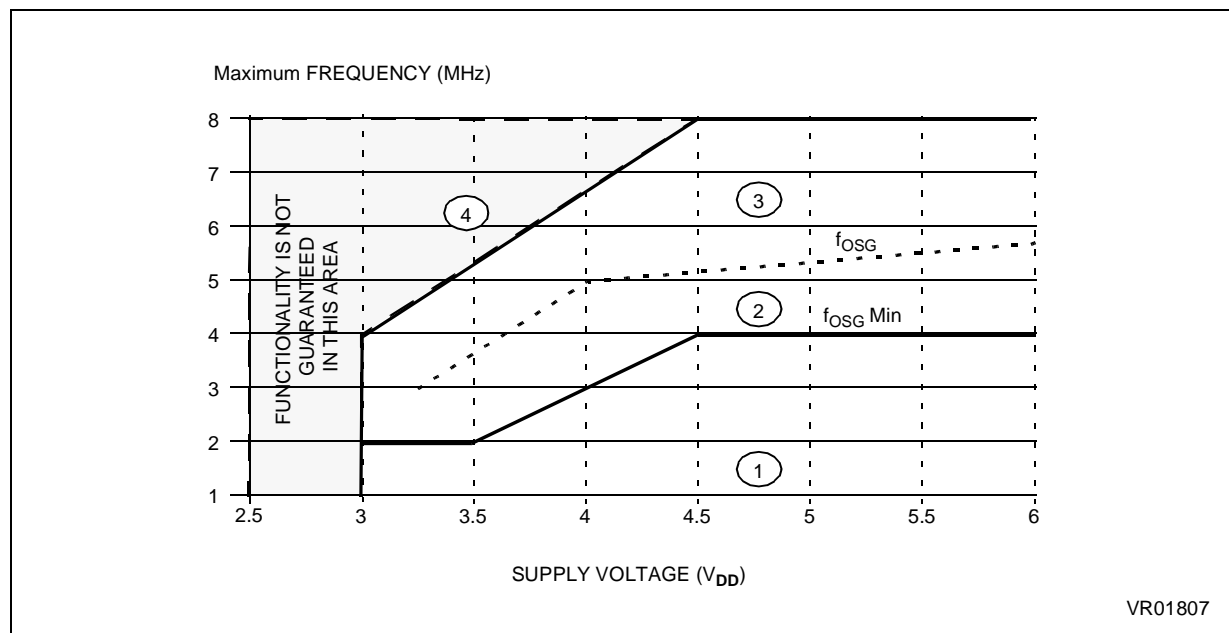 Maximum FREQUENCY (MHz)
8
7
6
5
4
3
2
1
2.5
3
3.5
4
4.5
5
5.5
6
FUNCTIONALITY IS NOT
GUARANTEED
IN THIS AREA
4
3
fOSG
2
fOSG Min
1
SUPPLY VOLTAGE (VDD)
VR01807